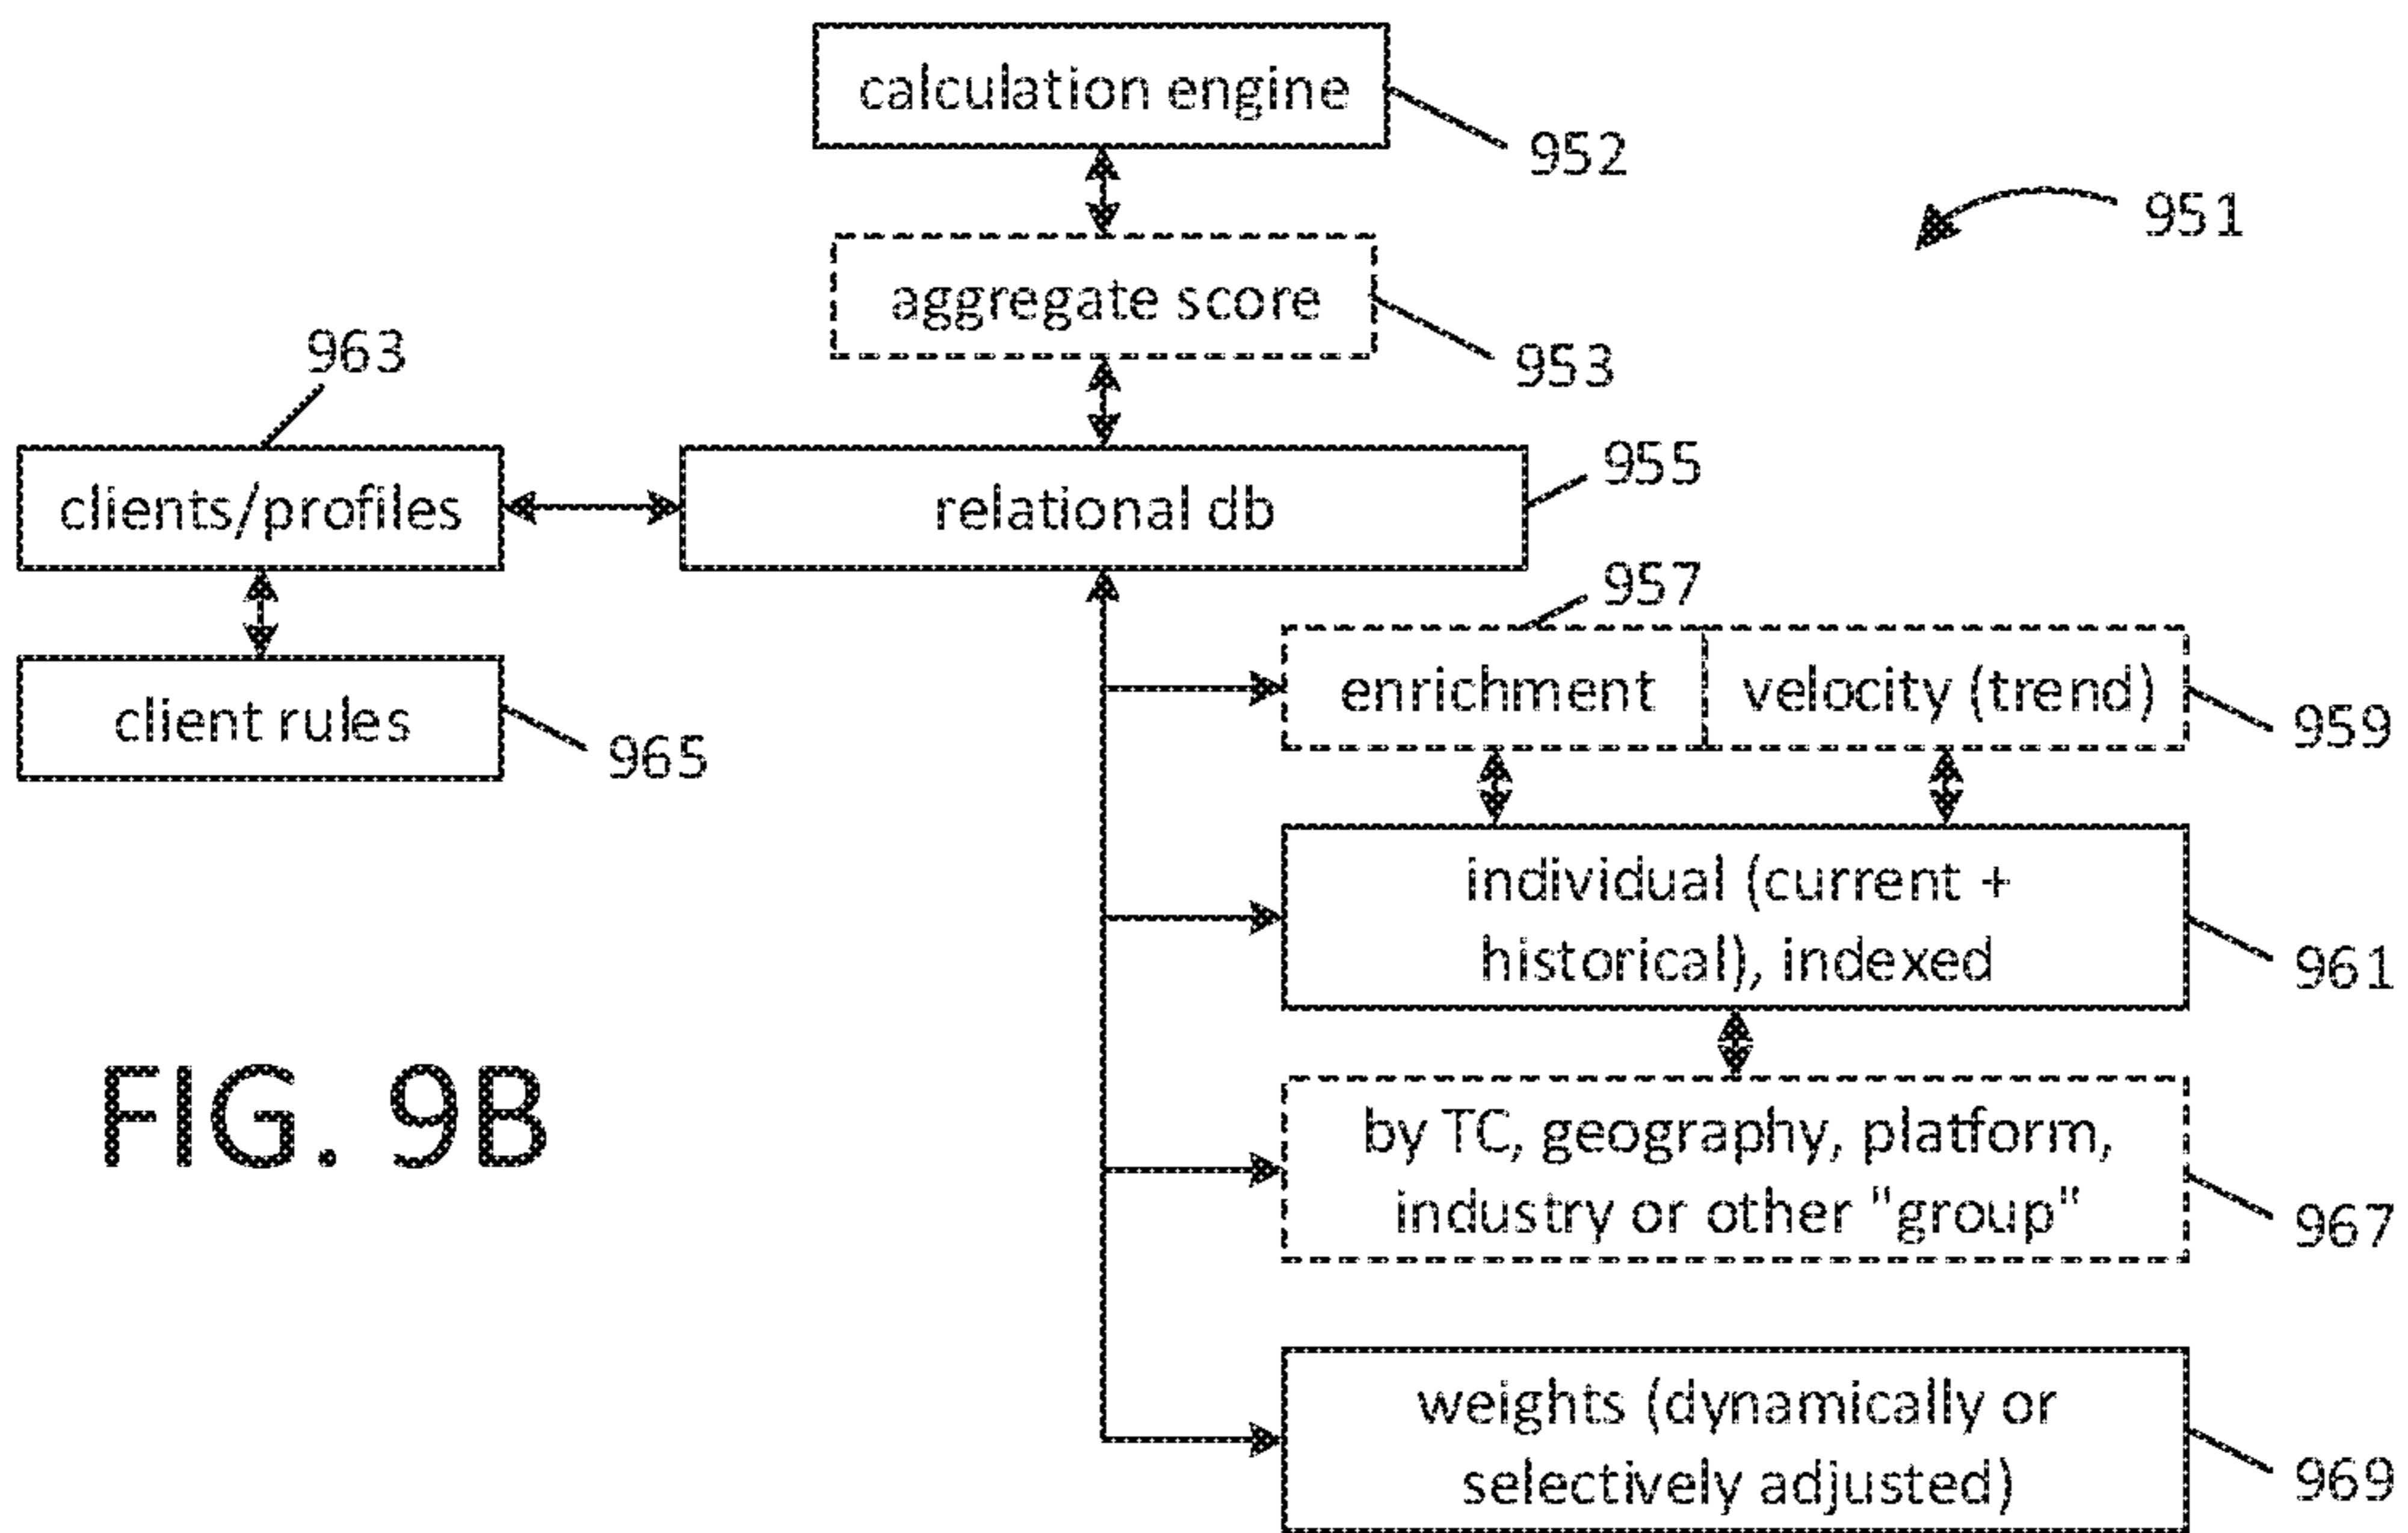 calculation engine
952
951
aggregate score
953
963
clients/profiles
relational db
955
957
client rules
965
enrichment
velocity (trend)
959
individual (current +
historical), indexed
961
FIG. 9B
by TC, geography, platform,
industry or other "group"
967
weights (dynamically or
selectively adjusted)
969